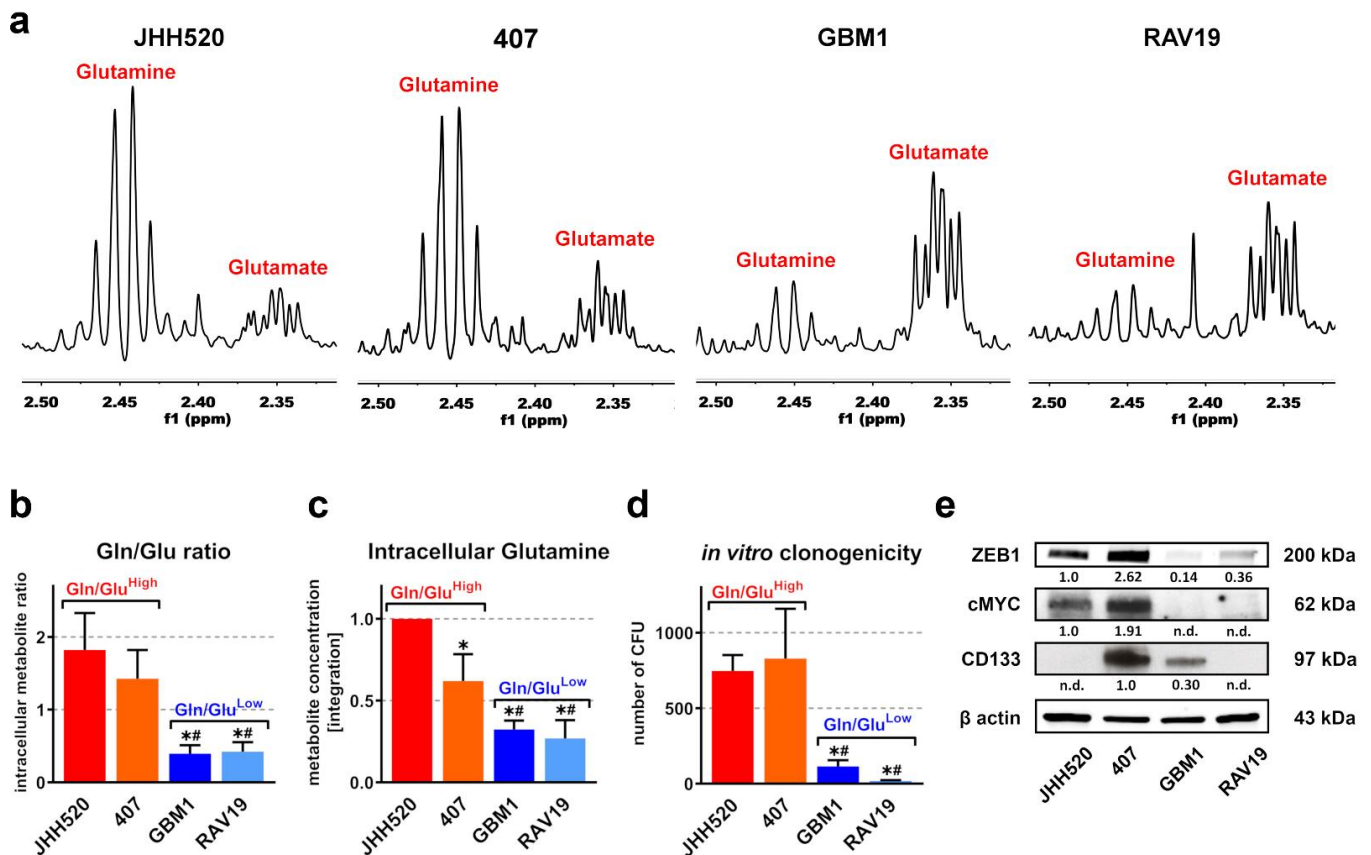 a
JHH520
407
GBM1
RAV19
Glutamine
Glutamate
Glutamine
Glutamate
Glutamine
Glutamate
Glutamine
Glutamate
2.50 2.45 2.40 2.35
f1 (ppm)
2.50 2.45 2.40 2.35
f1 (ppm)
2.50 2.45 2.40 2.35
f1 (ppm)
2.50 2.45 2.40 2.35
f1 (ppm)
b
Gln/Glu ratio
intracellular metabolite ratio
Gln/Glu^High
Gln/Glu^Low
2
1
0
*#
*#
JHH520
407
GBM1
RAV19
c
Intracellular Glutamine
metabolite concentration
[integration]
Gln/Glu^High
Gln/Glu^Low
1.0
0.5
0.0
*
*#
*#
JHH520
407
GBM1
RAV19
d
in vitro clonogenicity
number of CFU
Gln/Glu^High
Gln/Glu^Low
1000
500
0
*#
*#
JHH520
407
GBM1
RAV19
e
ZEB1 200 kDa
1.0 2.62 0.14 0.36
cMYC 62 kDa
1.0 1.91 n.d. n.d.
CD133 97 kDa
n.d. 1.0 0.30 n.d.
β actin 43 kDa
JHH520
407
GBM1
RAV19